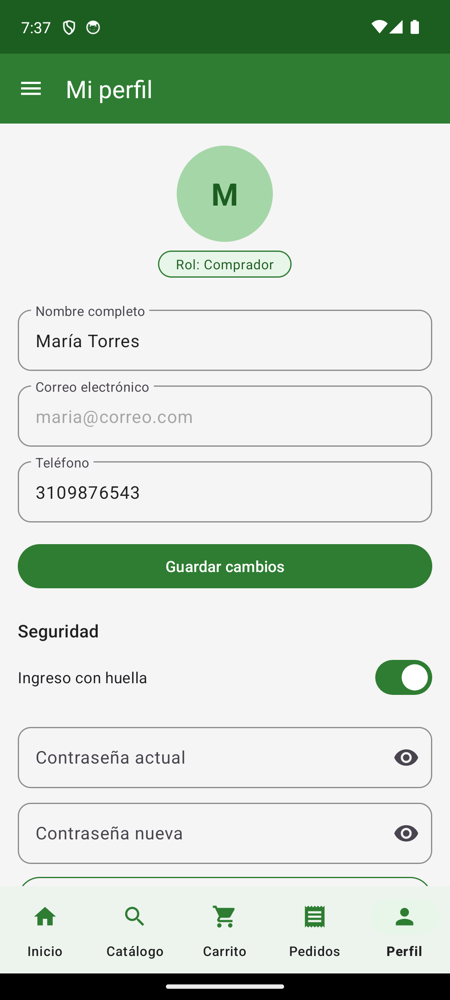 7:37
Mi perfil
M
Rol: Comprador
Nombre completo
María Torres
Correo electrónico
maria@correo.com
Teléfono
3109876543
Guardar cambios
Seguridad
Ingreso con huella
Contraseña actual
Contraseña nueva
Inicio
Catálogo
Carrito
Pedidos
Perfil